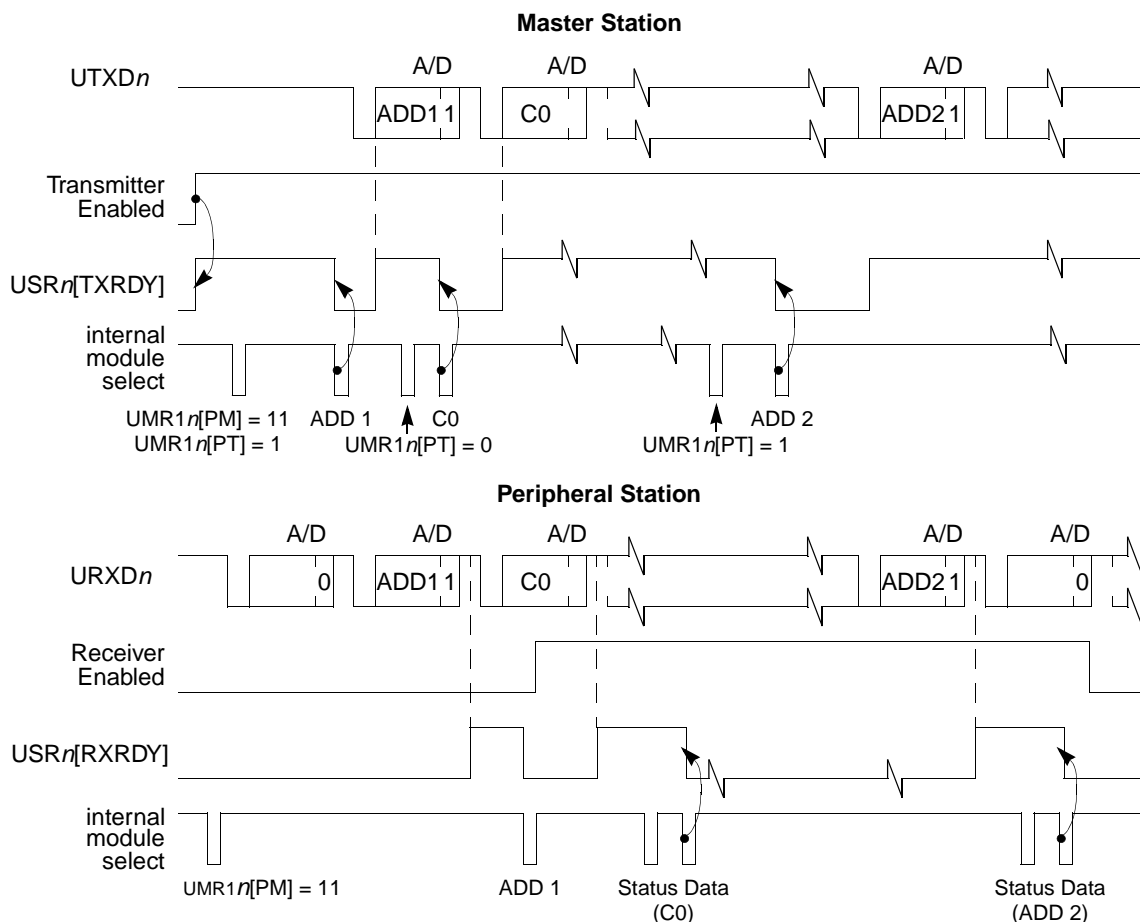 Master Station
A/D A/D A/D
UTXDn
ADD1 1 C0 ADD2 1
Transmitter
Enabled
USRn[TXRDY]
internal
module
select
UMR1n[PM] = 11 ADD 1 C0 ADD 2
UMR1n[PT] = 1 UMR1n[PT] = 0 UMR1n[PT] = 1
Peripheral Station
A/D A/D A/D A/D A/D
URXDn
0 ADD1 1 C0 ADD2 1 0
Receiver
Enabled
USRn[RXRDY]
internal
module
select
UMR1n[PM] = 11 ADD 1 Status Data Status Data
(C0) (ADD 2)